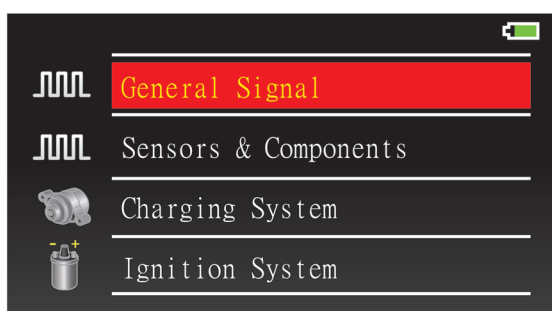 General Signal
Sensors & Components
- +
Charging System
Ignition System